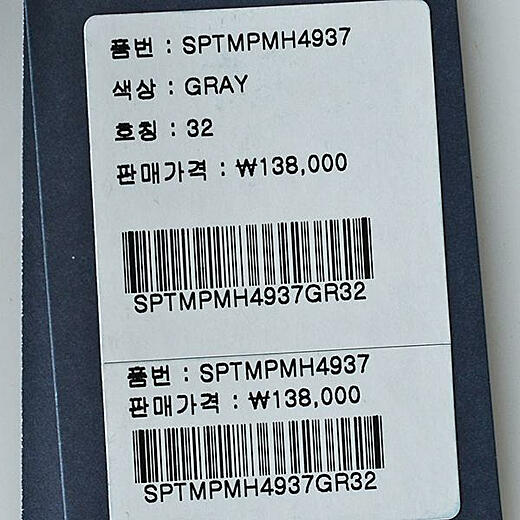 품번 : SPTMPMH4937
색상 : GRAY
호칭 : 32
판매가격 : ₩138,000
SPTMPMH4937GR32
품번 : SPTMPMH4937
판매가격 : ₩138,000
SPTMPMH4937GR32